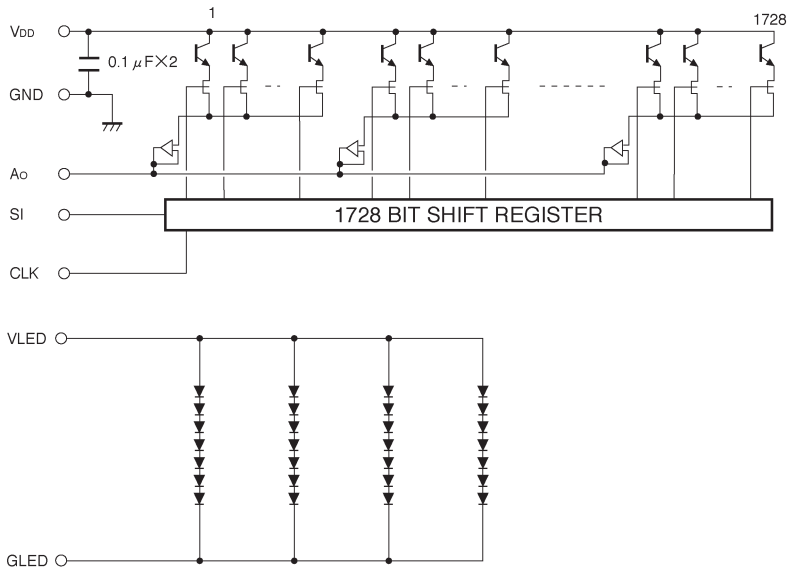 1
1728
VDD
0.1 μF×2
GND
AO
SI
1728 BIT SHIFT REGISTER
CLK
VLED
GLED